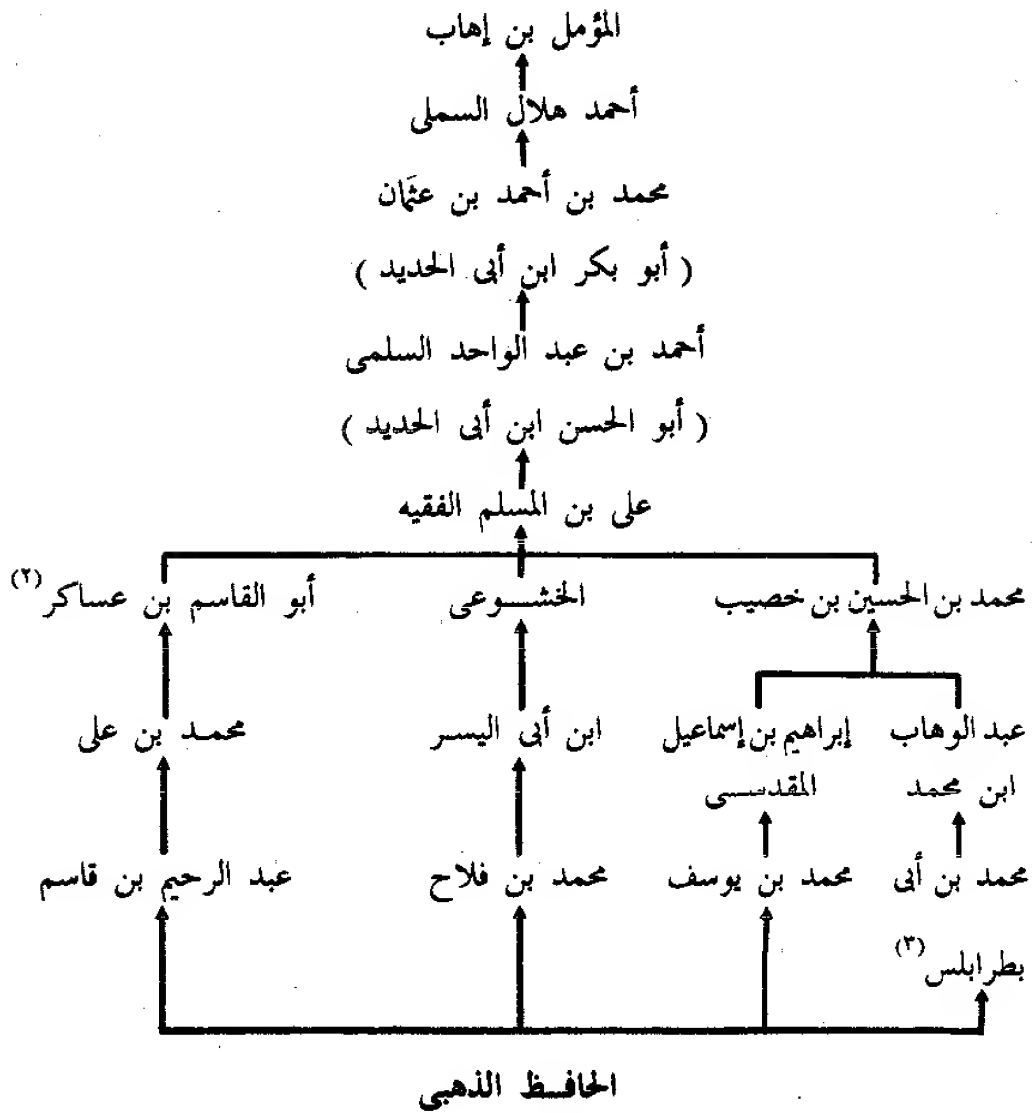 المؤمل بن إهاب
أحمد هلال السملى
محمد بن أحمد بن عثمان
( أبو بكر ابن أبى الحديد )
أحمد بن عبد الواحد السلمى
( أبو الحسن ابن أبى الحديد )
على بن المسلم الفقيه
محمد بن الحسين بن خصيب الخشوعى أبو القاسم بن عساكر (٢)
عبد الوهاب إبراهيم بن إسماعيل ابن أبى اليسر محمد بن على
ابن محمد المقدسى
محمد بن أبى محمد بن يوسف محمد بن فلاح عبد الرحيم بن قاسم
بطرابلس (٣)
الحافظ الذهبى